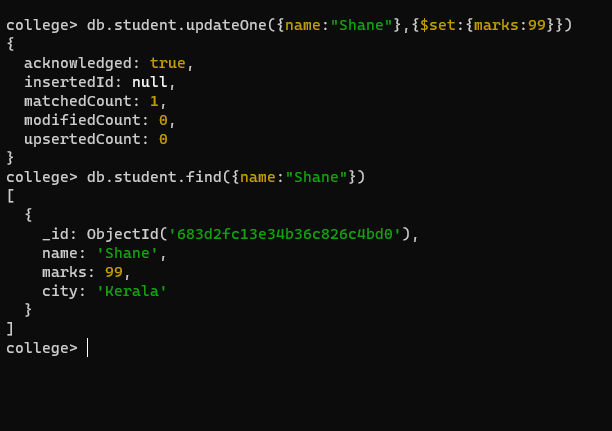 college> db.student.updateOne({name:"Shane"},{$set:{marks:99}})
{
  acknowledged: true,
  insertedId: null,
  matchedCount: 1,
  modifiedCount: 0,
  upsertedCount: 0
}
college> db.student.find({name:"Shane"})
[
  {
    _id: ObjectId('683d2fc13e34b36c826c4bd0'),
    name: 'Shane',
    marks: 99,
    city: 'Kerala'
  }
]
college>